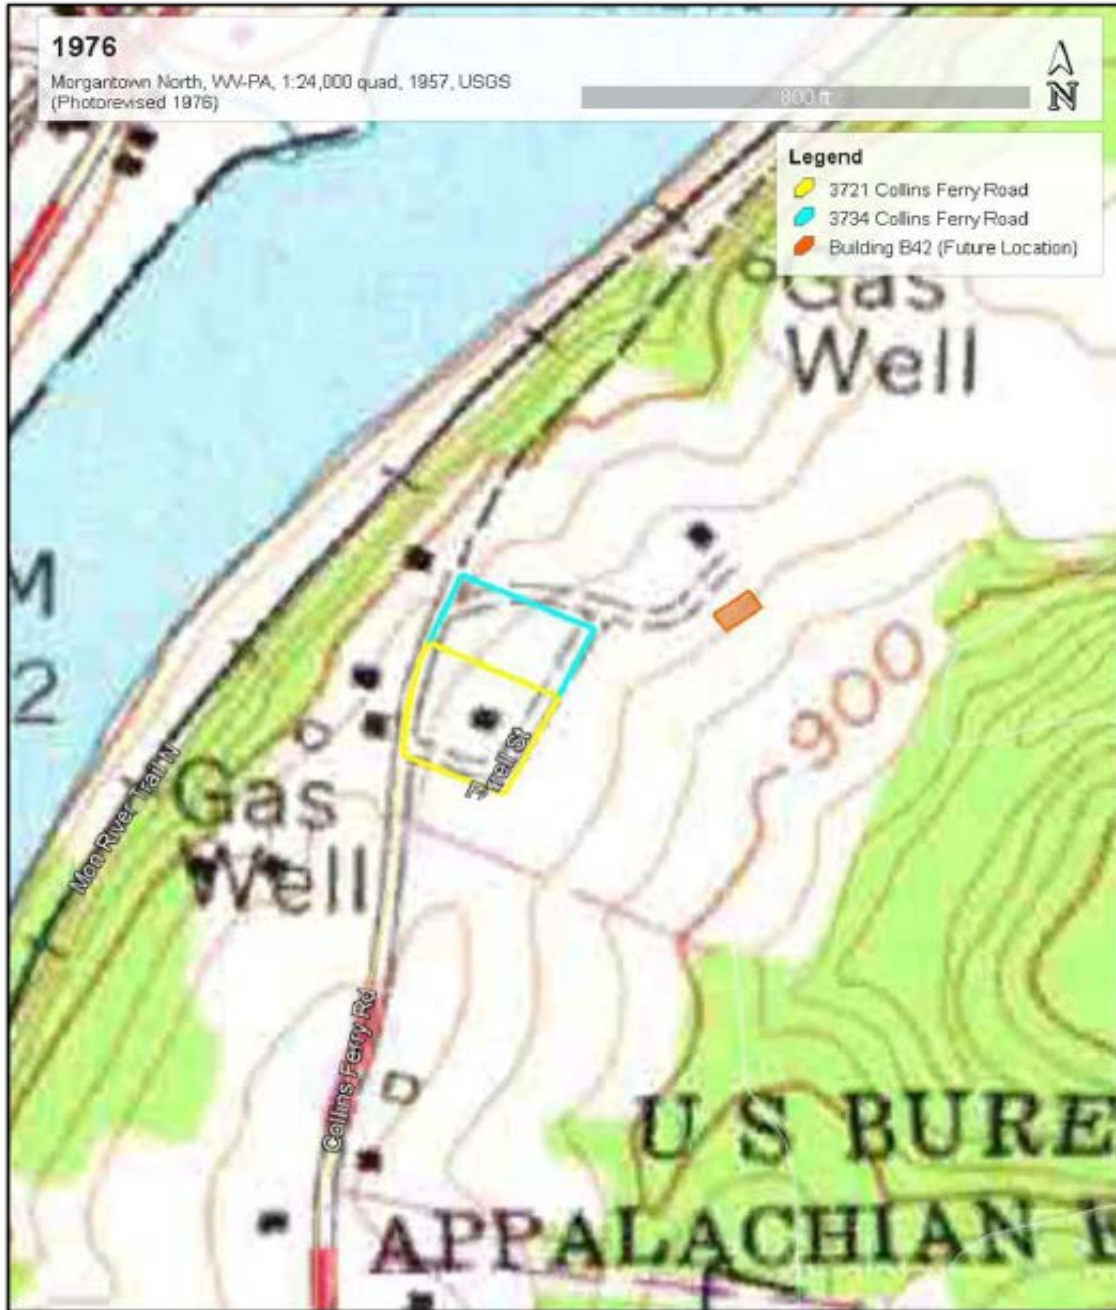 1976
Morgantown North, WV-PA, 1:24,000 quad, 1957, USGS
(Photorevised 1976)
800 ft
N
Legend
3721 Collins Ferry Road
3734 Collins Ferry Road
Building B42 (Future Location)
Gas
Well
M
2
900
St
Mon River Trail N
Gas
Well
Collins Ferry Rd
U S BURE
APPALACHIAN